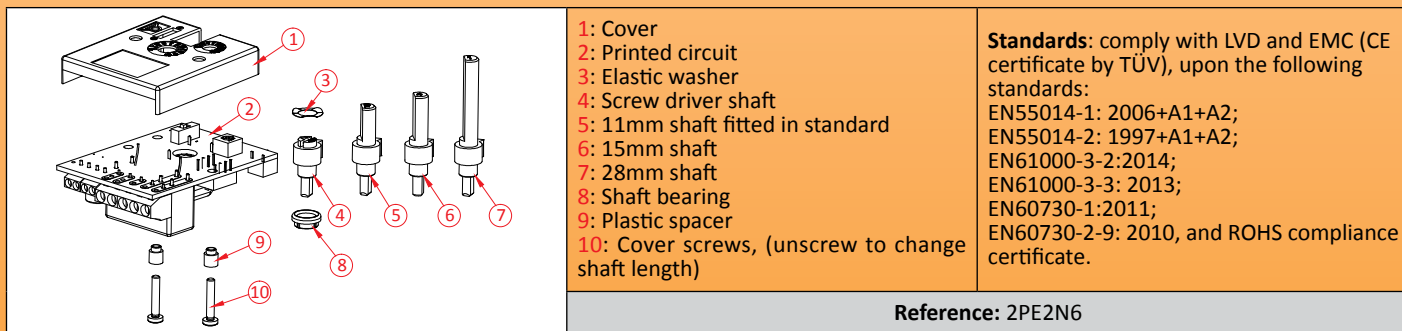 1
2
3
4
5
6
7
8
9
10
1: Cover
2: Printed circuit
3: Elastic washer
4: Screw driver shaft
5: 11mm shaft fitted in standard
6: 15mm shaft
7: 28mm shaft
8: Shaft bearing
9: Plastic spacer
10: Cover screws, (unscrew to change
shaft length)
Standards: comply with LVD and EMC (CE
certificate by TÜV), upon the following
standards:
EN55014-1: 2006+A1+A2;
EN55014-2: 1997+A1+A2;
EN61000-3-2:2014;
EN61000-3-3: 2013;
EN60730-1:2011;
EN60730-2-9: 2010, and ROHS compliance
certificate.
Reference: 2PE2N6